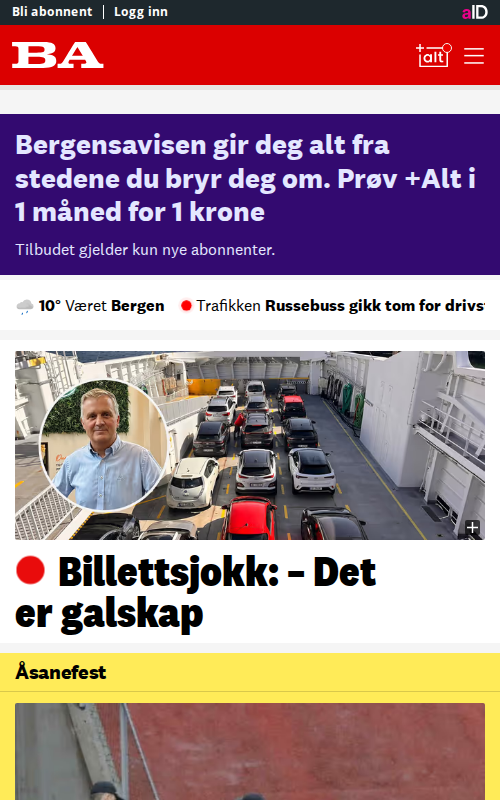 Bli abonnent | Logg inn
aID
BA
+alt
Bergensavisen gir deg alt fra
stedene du bryr deg om. Prøv +Alt i
1 måned for 1 krone
Tilbudet gjelder kun nye abonnenter.
10° Været Bergen
Trafikken Russebuss gikk tom for drivs
Billettsjokk: – Det
er galskap
Åsanefest